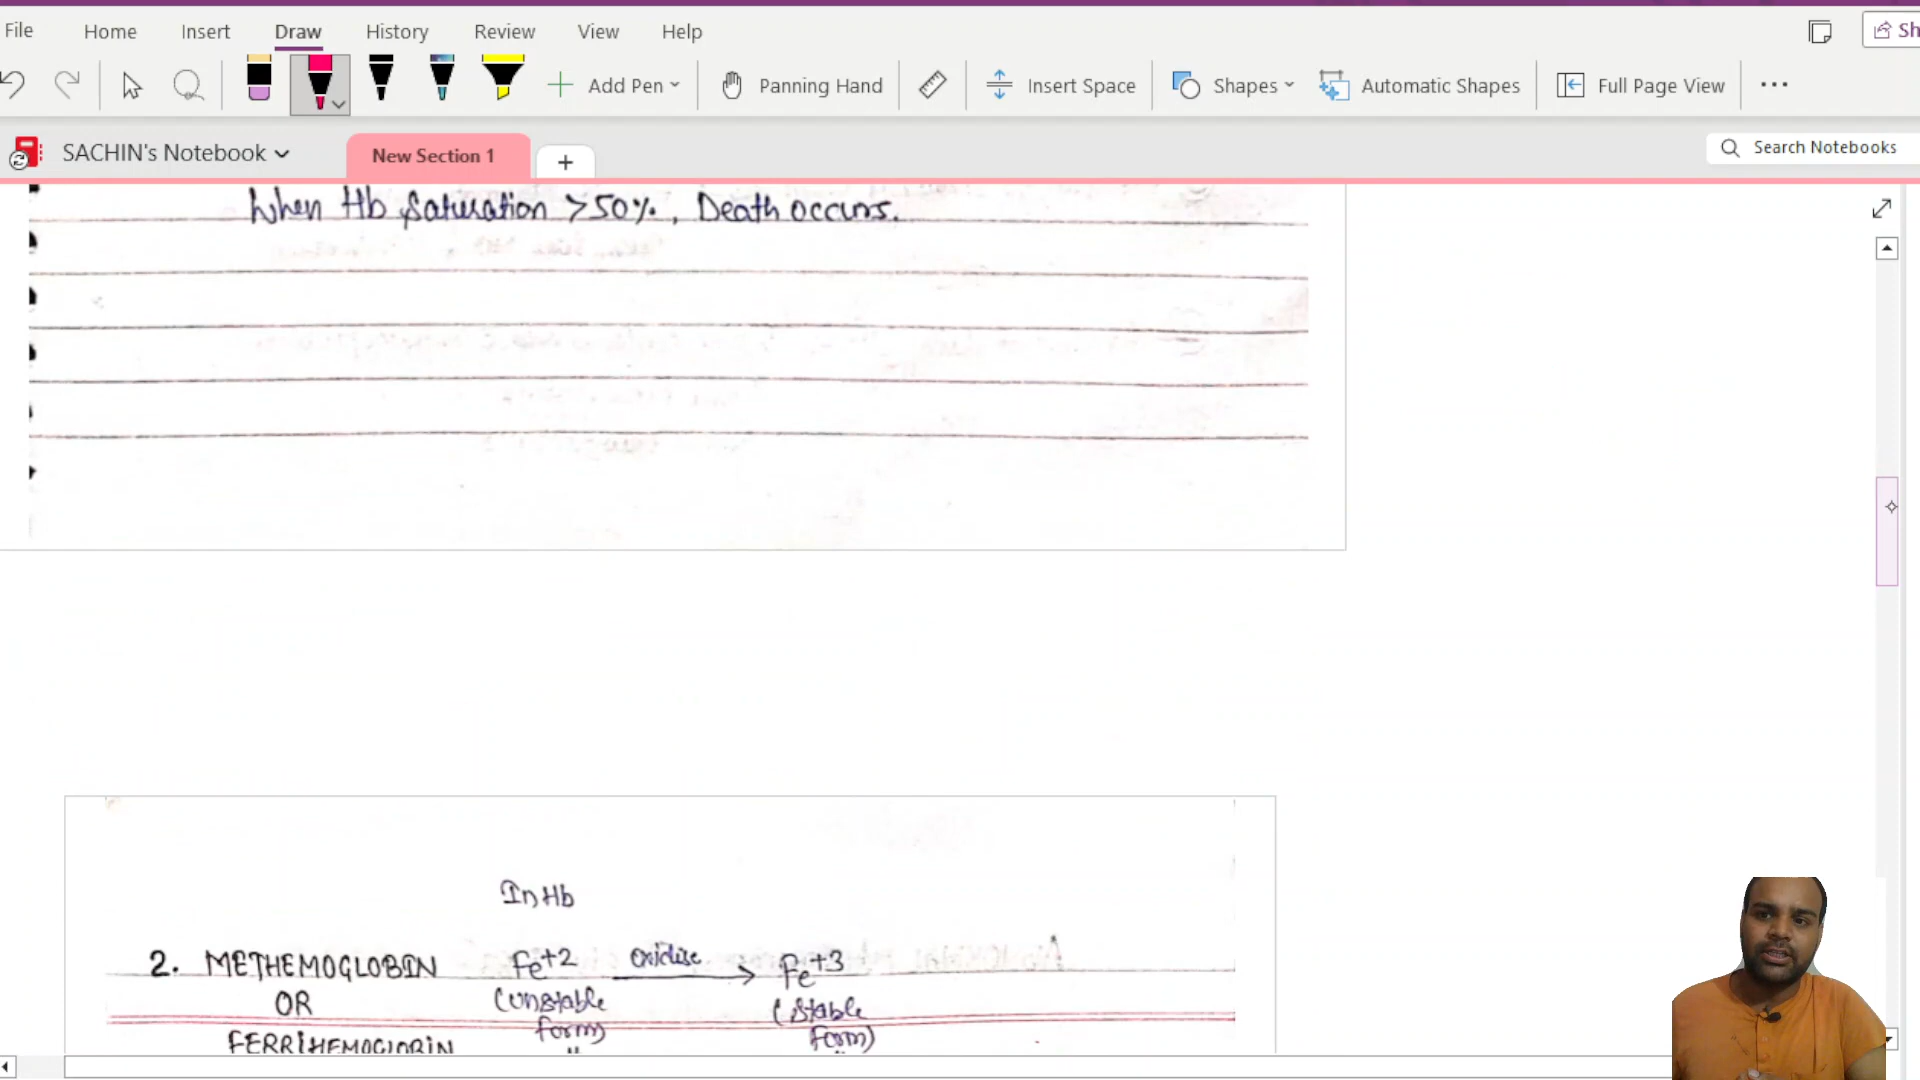 File Home Insert Draw History Review View Help Sh
Add Pen Panning Hand Insert Space Shapes Automatic Shapes Full Page View
SACHIN's Notebook New Section 1 + Search Notebooks
When Hb Saturation >50%, Death occurs.
In Hb
2. METHEMOGLOBIN Fe+2 Oxidise → Fe+3
OR (unstable form) (stable form)
FERRIHEMOGLOBIN